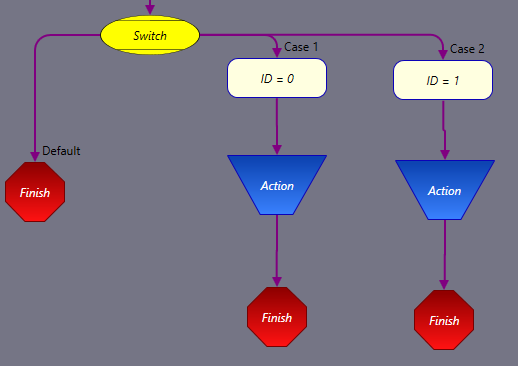 Switch
Case 1
Case 2
ID = 0
ID = 1
Default
Finish
Action
Action
Finish
Finish